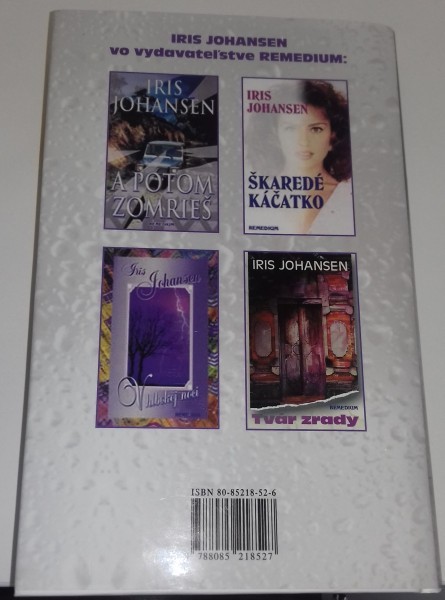 IRIS JOHANSEN
vo vydavateľstve REMEDIUM:
IRIS
JOHANSEN
A POTOM
ZOMRIEŠ
IRIS
JOHANSEN
ŠKAREDÉ
KÁČATKO
REMEDIUM
Iris
Johansen
V hlbokej noci
IRIS JOHANSEN
REMEDIUM
Tvár zrady
ISBN 80-85218-52-6
788085 218527